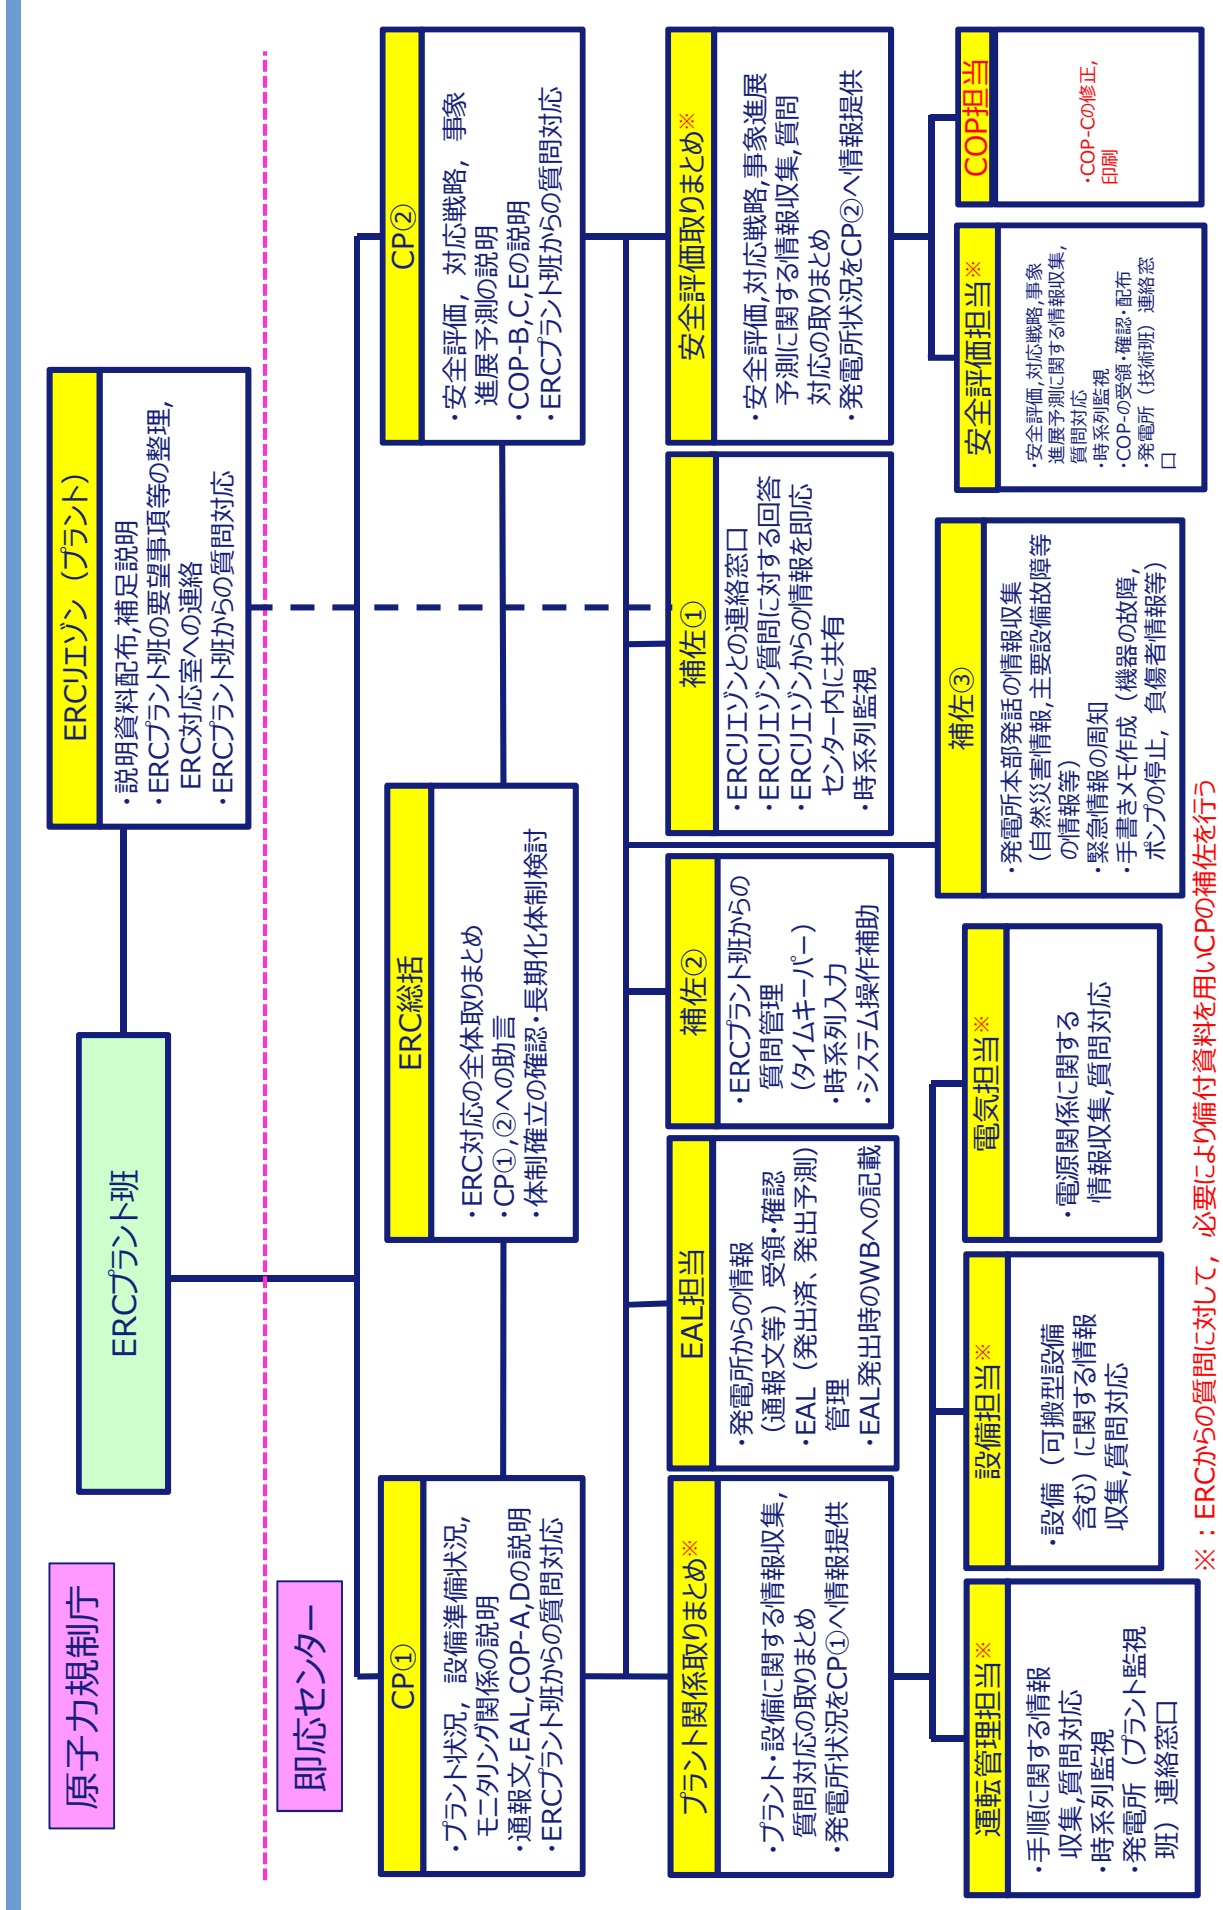 原子力規制庁
ERCプラント班
ERCリエゾン（プラント）
・説明資料配布,補足説明
・ERCプラント班の要望事項等の整理,
ERC対応室への連絡
・ERCプラント班からの質問対応
即応センター
CP①
・プラント状況, 設備準備状況,
モニタリング関係の説明
・通報文,EAL,COP-A,Dの説明
・ERCプラント班からの質問対応
ERC総括
・ERC対応の全体取りまとめ
・CP①,②への助言
・体制確立の確認・長期化体制検討
CP②
・安全評価, 対応戦略, 事象
進展予測の説明
・COP-B,C,Eの説明
・ERCプラント班からの質問対応
プラント関係取りまとめ※
・プラント・設備に関する情報収集,
質問対応の取りまとめ
・発電所状況をCP①へ情報提供
EAL担当
・発電所からの情報
（通報文等）受領・確認
・EAL（発出済、発出予測）
管理
・EAL発出時のWBへの記載
補佐②
・ERCプラント班からの
質問管理
（タイムキーパー）
・時系列入力
・システム操作補助
補佐①
・ERCリエゾンとの連絡窓口
・ERCリエゾン質問に対する回答
・ERCリエゾンからの情報を即応
センター内に共有
・時系列監視
安全評価取りまとめ※
・安全評価,対応戦略,事象進展
予測に関する情報収集,質問
対応の取りまとめ
・発電所状況をCP②へ情報提供
運転管理担当※
・手順に関する情報
収集,質問対応
・時系列監視
・発電所（プラント監視
班）連絡窓口
設備担当※
・設備（可搬型設備
含む）に関する情報
収集,質問対応
電気担当※
・電源関係に関する
情報収集,質問対応
補佐③
・発電所本部発話の情報収集
（自然災害情報,主要設備故障等
の情報等）
・緊急情報の周知
・手書きメモ作成（機器の故障,
ポンプの停止, 負傷者情報等）
安全評価担当※
・安全評価,対応戦略,事象
進展予測に関する情報収集,
質問対応
・時系列監視
・COP-の受領・確認・配布
・発電所（技術班）連絡窓
口
COP担当
・COP-Cの修正,
印刷
※：ERCからの質問に対して, 必要により備付資料を用いCPの補佐を行う